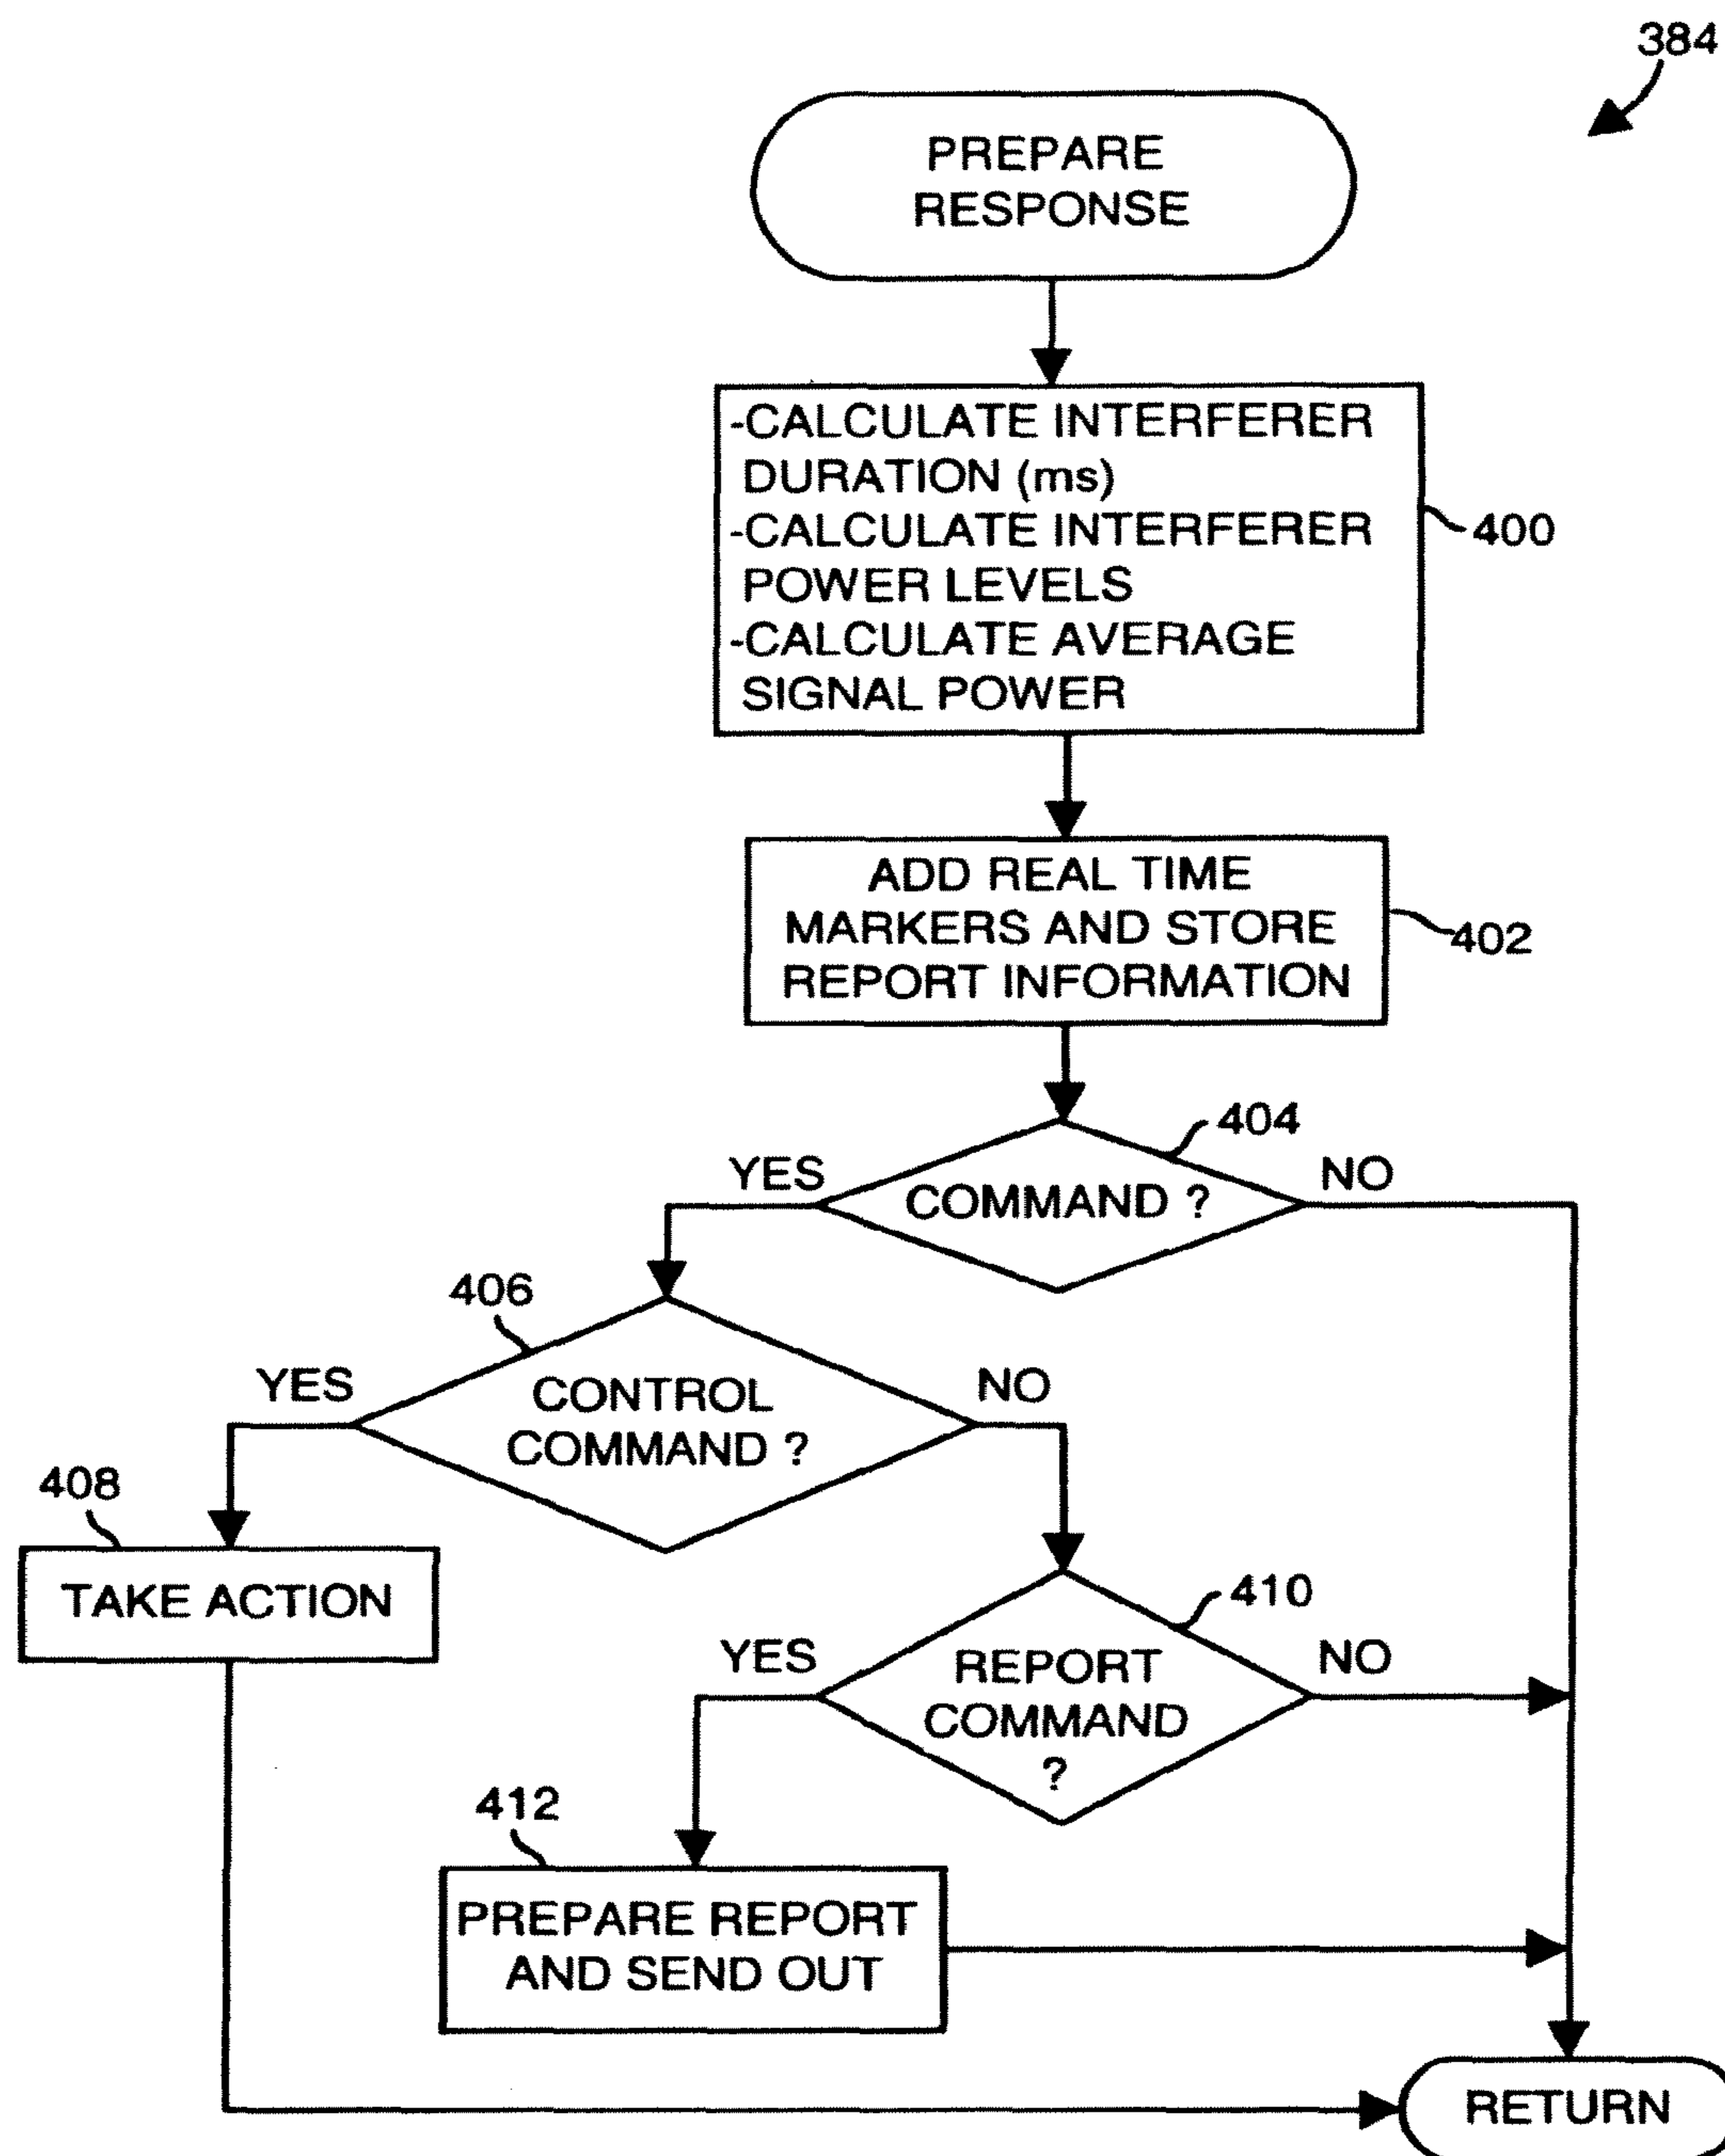 384
PREPARE
RESPONSE
-CALCULATE INTERFERER
DURATION (ms)
-CALCULATE INTERFERER
POWER LEVELS
-CALCULATE AVERAGE
SIGNAL POWER
400
ADD REAL TIME
MARKERS AND STORE
REPORT INFORMATION
402
404
YES
COMMAND ?
NO
406
YES
CONTROL
COMMAND ?
NO
408
TAKE ACTION
410
YES
REPORT
COMMAND
?
NO
412
PREPARE REPORT
AND SEND OUT
RETURN